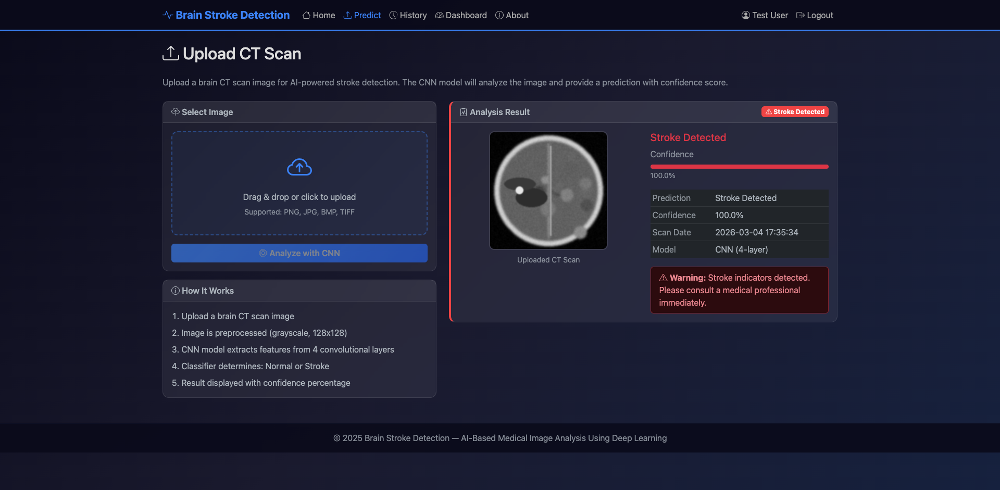 Brain Stroke Detection Home Predict History Dashboard About Test User Logout
Upload CT Scan
Upload a brain CT scan image for AI-powered stroke detection. The CNN model will analyze the image and provide a prediction with confidence score.
Select Image
Drag & drop or click to upload
Supported: PNG, JPG, BMP, TIFF
Analyze with CNN
How It Works
1. Upload a brain CT scan image
2. Image is preprocessed (grayscale, 128x128)
3. CNN model extracts features from 4 convolutional layers
4. Classifier determines: Normal or Stroke
5. Result displayed with confidence percentage
Analysis Result Stroke Detected
Uploaded CT Scan
Stroke Detected
Confidence
100.0%
Prediction Stroke Detected
Confidence 100.0%
Scan Date 2026-03-04 17:35:34
Model CNN (4-layer)
Warning: Stroke indicators detected.
Please consult a medical professional
immediately.
© 2025 Brain Stroke Detection — AI-Based Medical Image Analysis Using Deep Learning